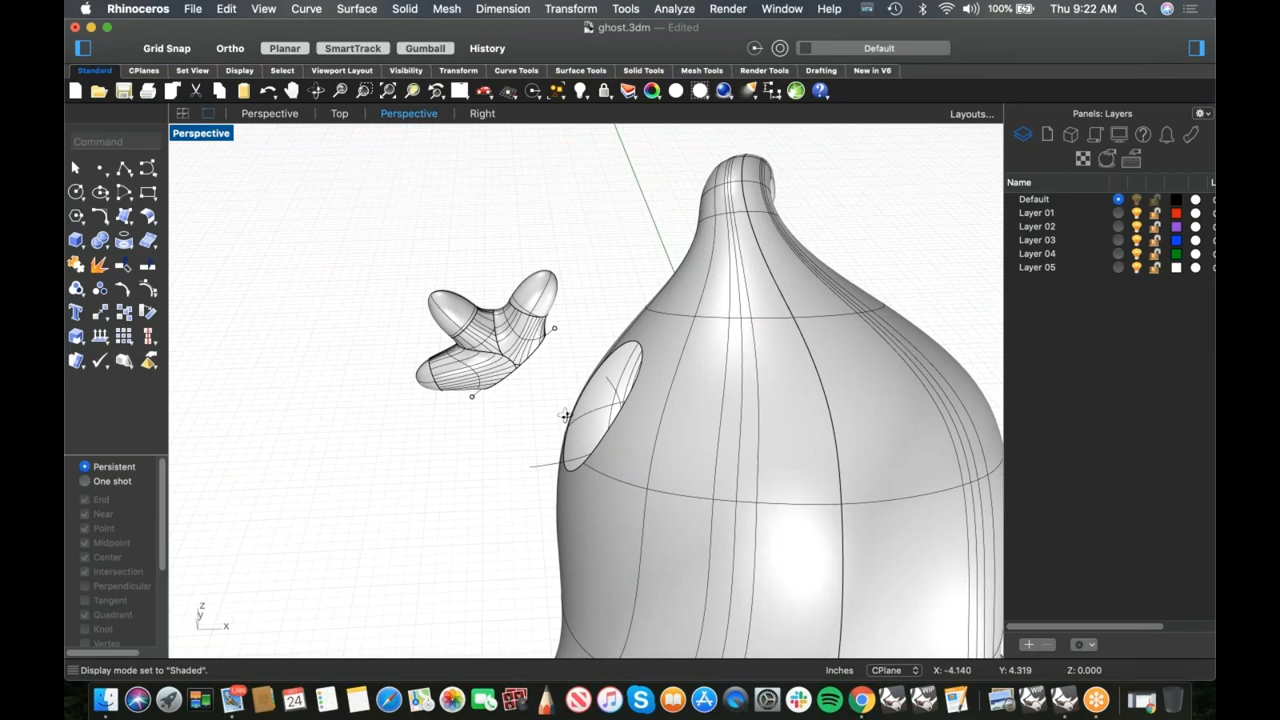 Rhinoceros File Edit View Curve Surface Solid Mesh Dimension Transform Tools Analyze Render Window Help 100% Thu 9:22 AM
ghost.3dm — Edited
Grid Snap Ortho Planar SmartTrack Gumball History Default
Standard CPlanes Set View Display Select Viewport Layout Visibility Transform Curve Tools Surface Tools Solid Tools Mesh Tools Render Tools Drafting New in V6
Perspective Top Perspective Right Layouts... Panels: Layers
Perspective
Command
Name L
Default
Layer 01
Layer 02
Layer 03
Layer 04
Layer 05
Persistent
One shot
End
Near
Point
Midpoint
Center
Intersection
Perpendicular
Tangent
Quadrant
Knot
Vertex
z
y
x
Display mode set to "Shaded". Inches CPlane X: -4.140 Y: 4.319 Z: 0.000
24